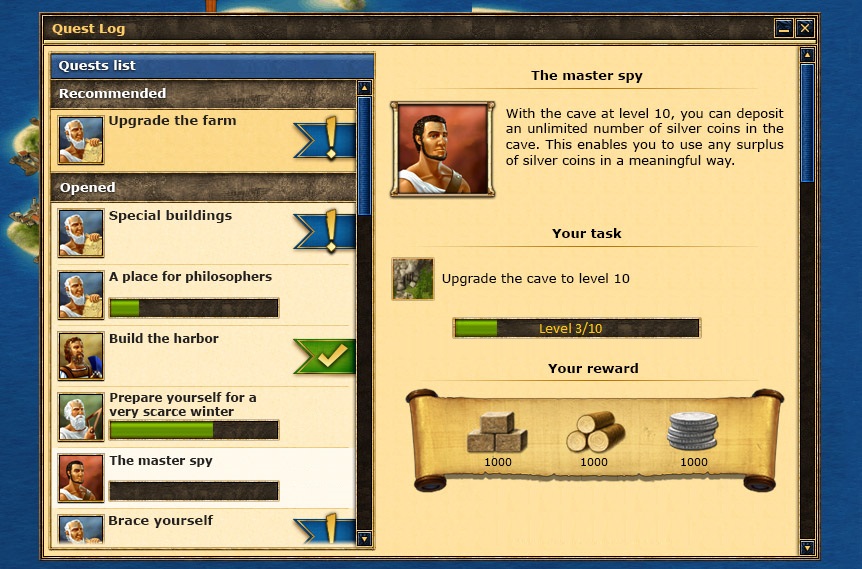 Quest Log
Quests list
Recommended
Upgrade the farm
Opened
Special buildings
A place for philosophers
Build the harbor
Prepare yourself for a
very scarce winter
The master spy
Brace yourself
The master spy
With the cave at level 10, you can deposit
an unlimited number of silver coins in the
cave. This enables you to use any surplus
of silver coins in a meaningful way.
Your task
Upgrade the cave to level 10
Level 3/10
Your reward
1000 1000 1000